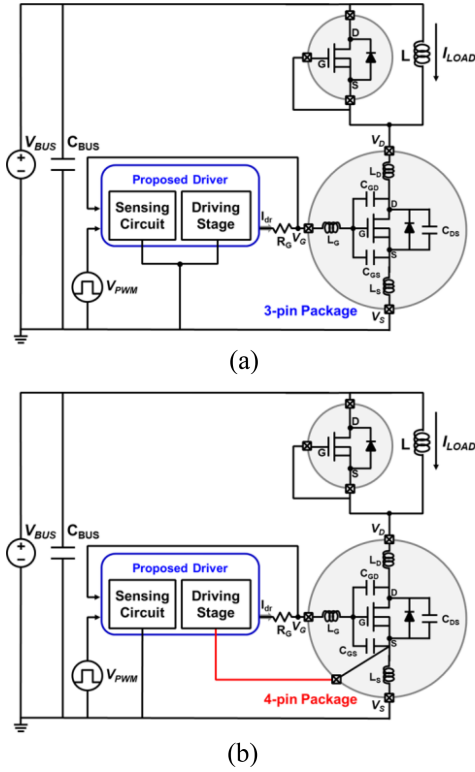 D
G
S
L
I_LOAD
V_D
V_BUS
C_BUS
Proposed Driver
Sensing Circuit
Driving Stage
I_dr
R_G
V_G
L_G
L_D
C_GD
D
G
S
C_DS
C_GS
L_S
V_S
V_PWM
3-pin Package
(a)
D
G
S
L
I_LOAD
V_D
V_BUS
C_BUS
Proposed Driver
Sensing Circuit
Driving Stage
I_dr
R_G
V_G
L_G
L_D
C_GD
D
G
S
C_DS
C_GS
L_S
V_S
V_PWM
4-pin Package
(b)